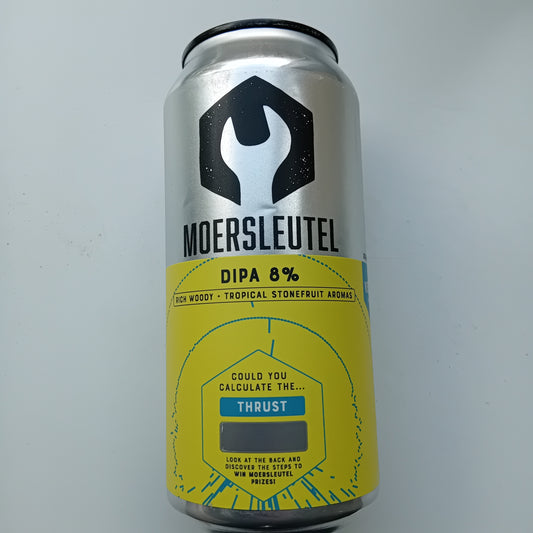 MOERSLEUTEL
DIPA 8%
RICH WOODY • TROPICAL STONEFRUIT AROMAS
COULD YOU
CALCULATE THE...
THRUST
LOOK AT THE BACK AND
DISCOVER THE STEPS TO
WIN MOERSLEUTEL
PRIZES!